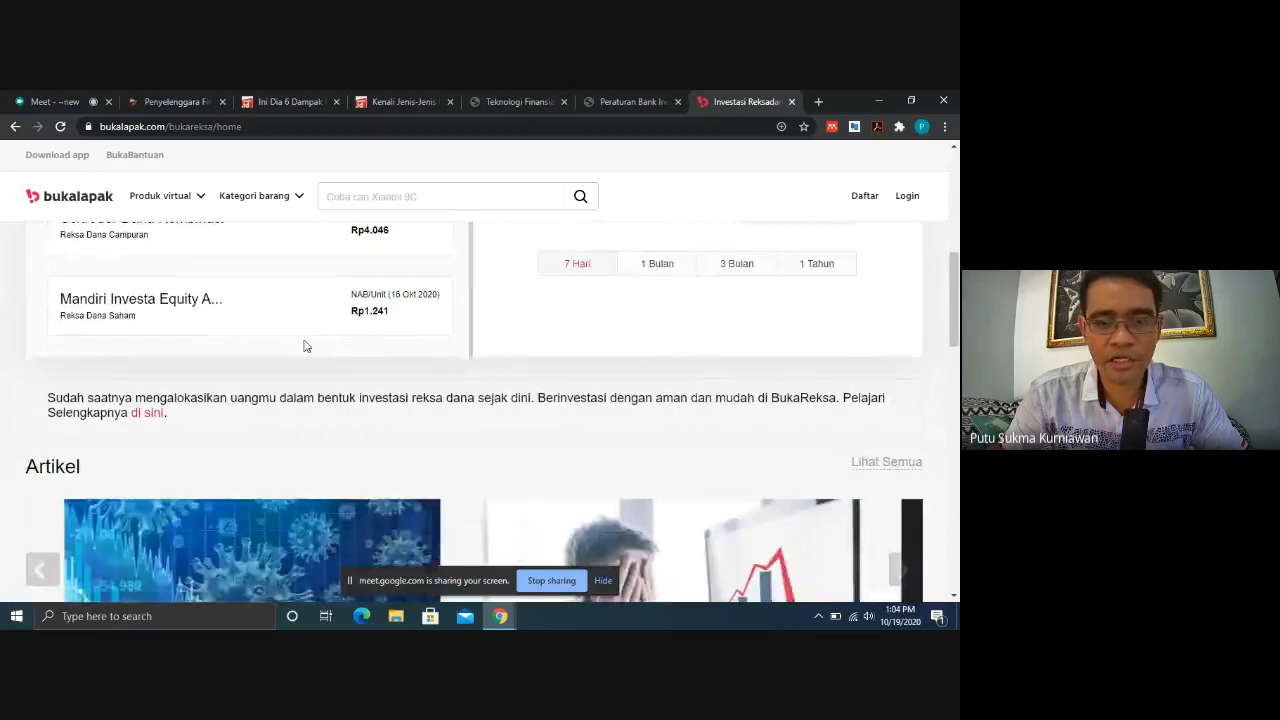 Meet - ~new
Penyelenggara Fin
Ini Dia 6 Dampak
Kenali Jenis-Jenis
Teknologi Finansia
Peraturan Bank In
Investasi Reksadan
bukalapak.com/bukareksa/home
P
Download app
BukaBantuan
bukalapak
Produk virtual
Kategori barang
Coba cari Xiaomi 9C
Daftar
Login
Reksa Dana Campuran
Rp4.046
7 Hari
1 Bulan
3 Bulan
1 Tahun
Mandiri Investa Equity A...
NAB/Unit (16 Okt 2020)
Reksa Dana Saham
Rp1.241
Sudah saatnya mengalokasikan uangmu dalam bentuk investasi reksa dana sejak dini. Berinvestasi dengan aman dan mudah di BukaReksa. Pelajari
Selengkapnya di sini.
Artikel
Lihat Semua
meet.google.com is sharing your screen.
Stop sharing
Hide
Type here to search
1:04 PM
10/19/2020
Putu Sukma Kurniawan